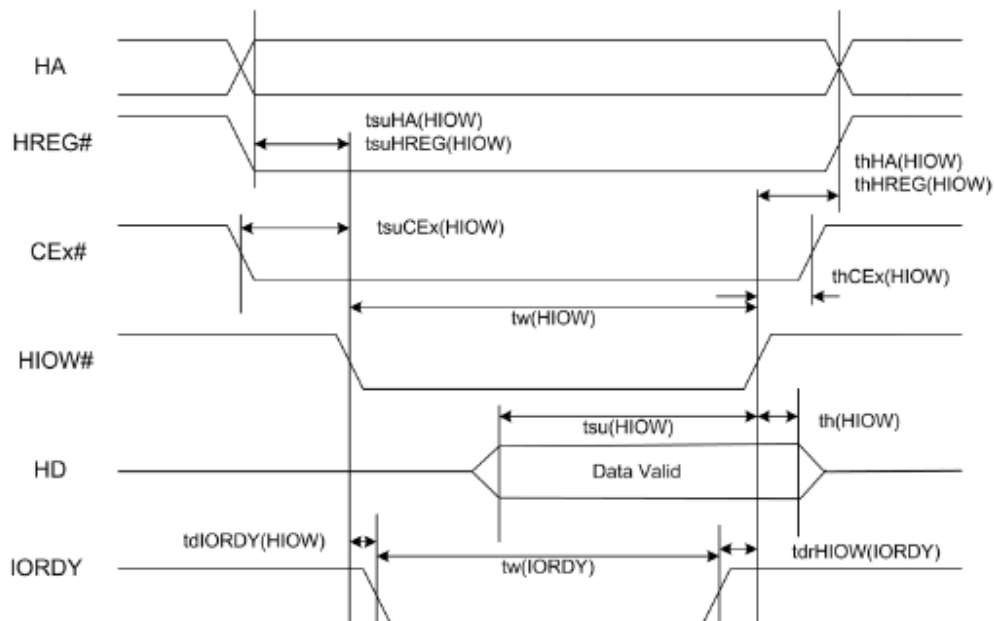 HA
tsuHA(HIOW)
HREG#
tsuHREG(HIOW)
thHA(HIOW)
thHREG(HIOW)
CEx#
tsuCEx(HIOW)
thCEx(HIOW)
tw(HIOW)
HIOW#
tsu(HIOW)
th(HIOW)
HD
Data Valid
tdIORDY(HIOW)
tdrHIOW(IORDY)
IORDY
tw(IORDY)